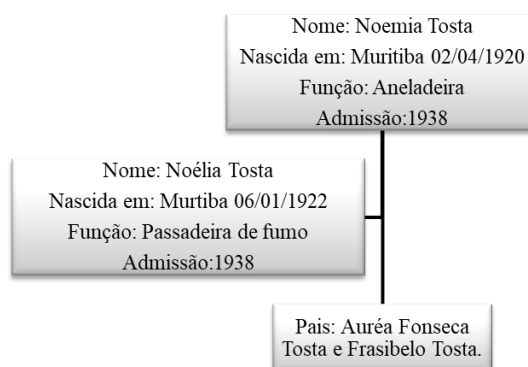 Nome: Noemia Tosta
Nascida em: Muritiba 02/04/1920
Função: Aneladeira
Admissão:1938
Nome: Noélia Tosta
Nascida em: Murtiba 06/01/1922
Função: Passadeira de fumo
Admissão:1938
Pais: Auréa Fonseca
Tosta e Frasibelo Tosta.